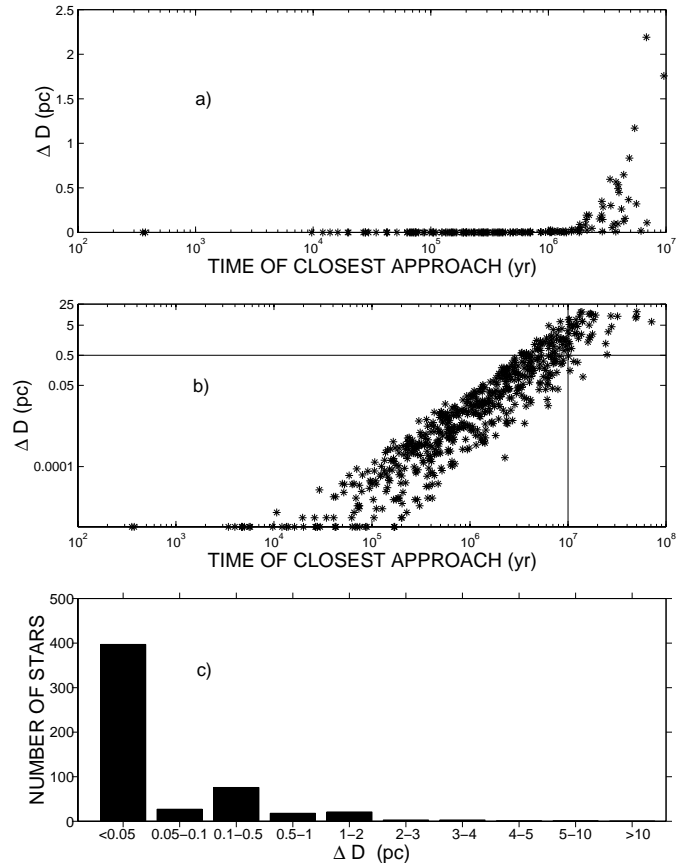 2.5
2
1.5
1
0.5
0
Δ D (pc)
a)
10^2 10^3 10^4 10^5 10^6 10^7
TIME OF CLOSEST APPROACH (yr)
25
5
0.5
0.05
0.0001
Δ D (pc)
b)
10^2 10^3 10^4 10^5 10^6 10^7 10^8
TIME OF CLOSEST APPROACH (yr)
500
400
300
200
100
0
NUMBER OF STARS
c)
<0.05 0.05–0.1 0.1–0.5 0.5–1 1–2 2–3 3–4 4–5 5–10 >10
Δ D (pc)